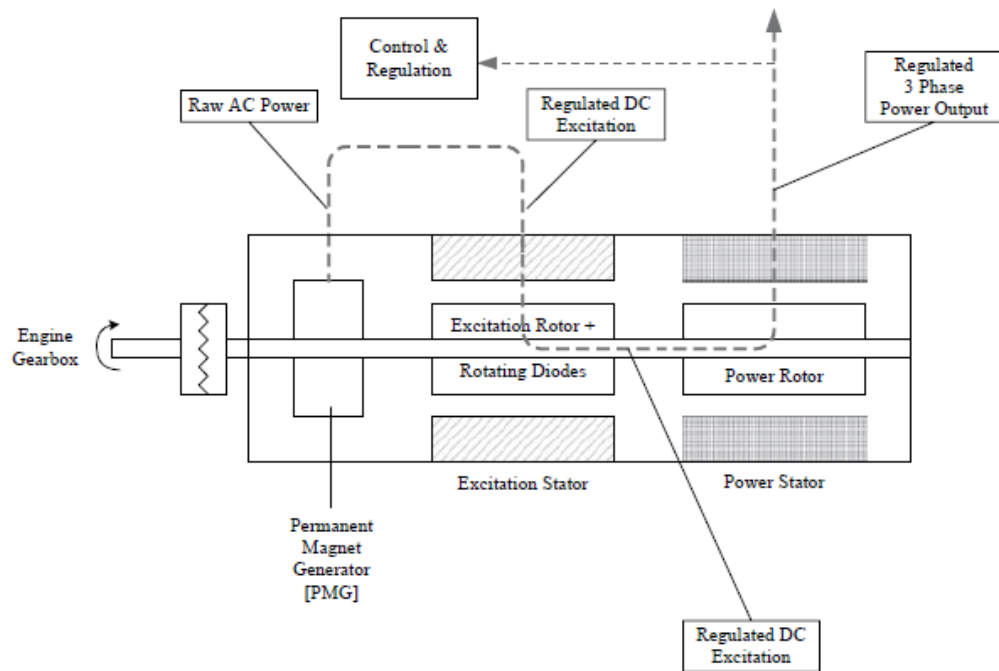 Control &
Regulation
Regulated
3 Phase
Power Output
Raw AC Power
Regulated DC
Excitation
Engine
Gearbox
Excitation Rotor +
Rotating Diodes
Power Rotor
Excitation Stator
Power Stator
Permanent
Magnet
Generator
[PMG]
Regulated DC
Excitation